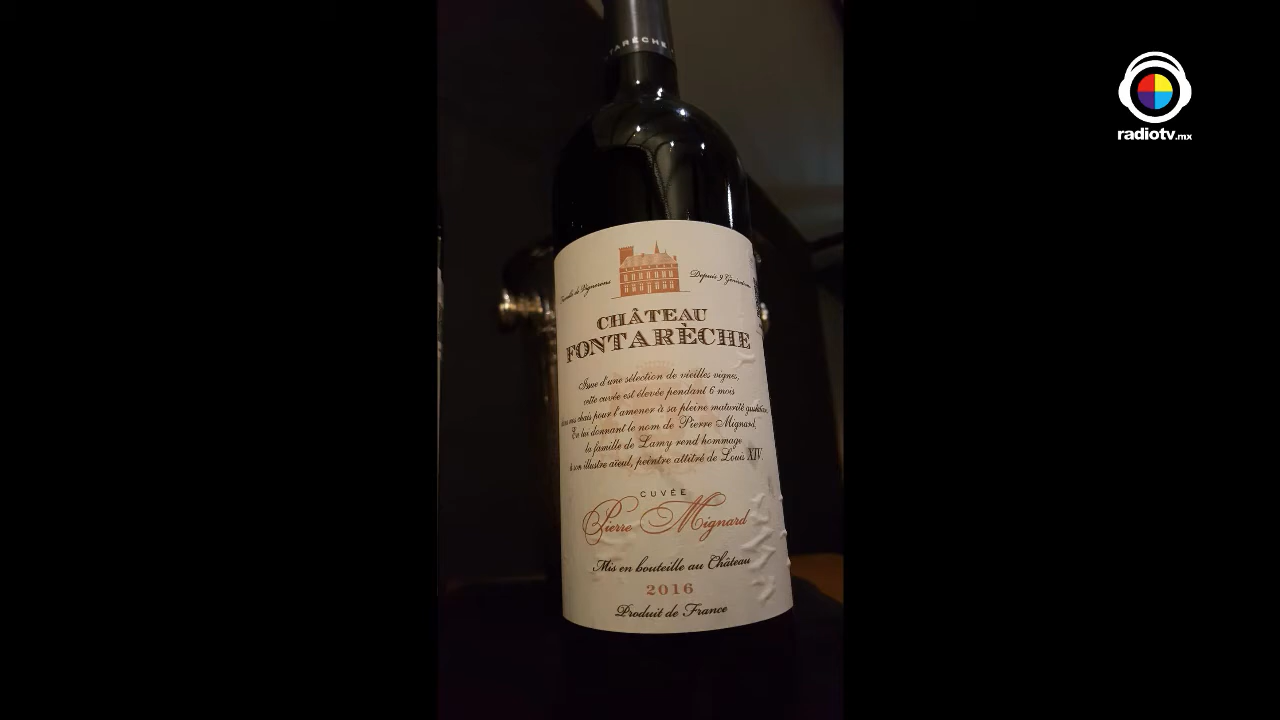 TARÈCHE
radiotv.mx
Famille de Vignerons
Depuis 9 Générations
CHÂTEAU
FONTARÈCHE
Issue d'une sélection de vieilles vignes,
cette cuvée est élevée pendant 6 mois
nos chais pour l'amener à sa pleine maturité gustative.
En lui donnant le nom de Pierre Mignard,
la famille de Lamy rend hommage
à son illustre aïeul, peintre attitré de Louis XIV.
CUVÉE
Pierre Mignard
Mis en bouteille au Château
2016
Produit de France